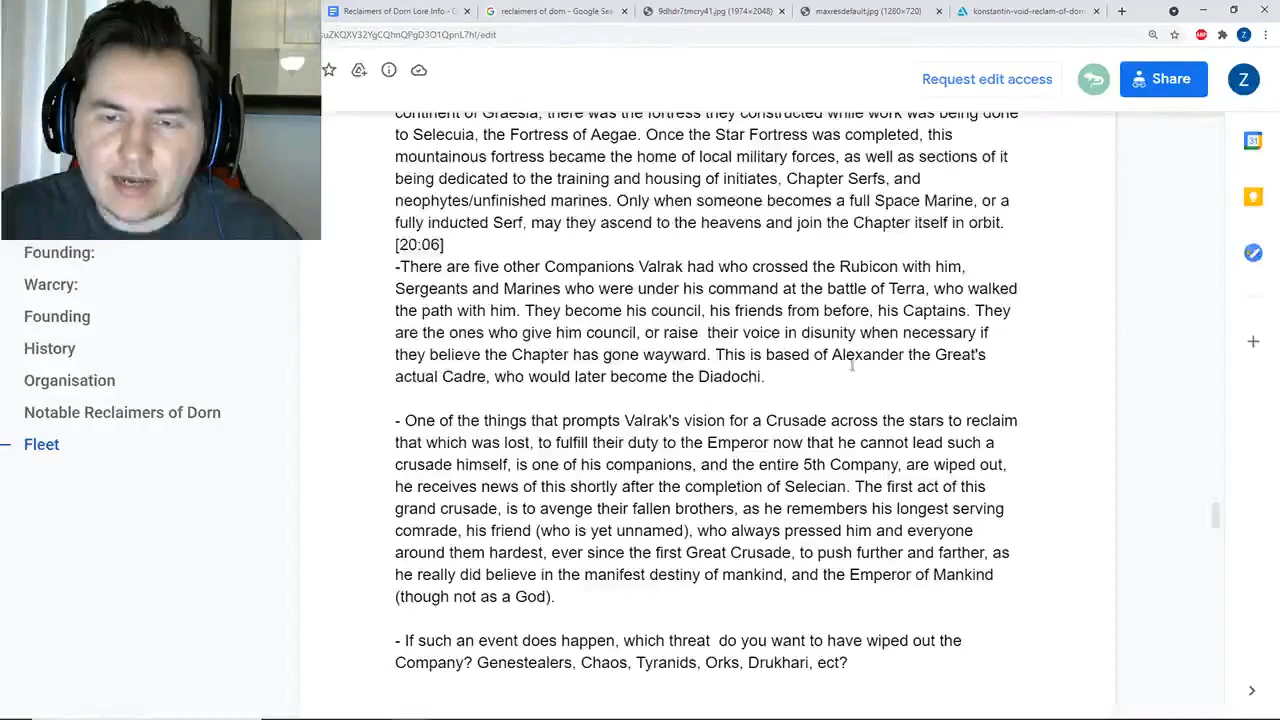 Reclaimers of Dorn Lore Info - G
reclaimers of dorn - Google Sea
9dhdr7tmcry41.jpg (1974×2048)
maxresdefault.jpg (1280×720)
konstantin-void-reclam-of-dorn
suZKQXV32YgCQhnQPgD3O1QpnL7hI/edit
Request edit access
Share
Z
continent of Graesia, there was the fortress they constructed while work was being done
to Selecuia, the Fortress of Aegae. Once the Star Fortress was completed, this
mountainous fortress became the home of local military forces, as well as sections of it
being dedicated to the training and housing of initiates, Chapter Serfs, and
neophytes/unfinished marines. Only when someone becomes a full Space Marine, or a
fully inducted Serf, may they ascend to the heavens and join the Chapter itself in orbit.
[20:06]
-There are five other Companions Valrak had who crossed the Rubicon with him,
Sergeants and Marines who were under his command at the battle of Terra, who walked
the path with him. They become his council, his friends from before, his Captains. They
are the ones who give him council, or raise  their voice in disunity when necessary if
they believe the Chapter has gone wayward. This is based of Alexander the Great's
actual Cadre, who would later become the Diadochi.
- One of the things that prompts Valrak's vision for a Crusade across the stars to reclaim
that which was lost, to fulfill their duty to the Emperor now that he cannot lead such a
crusade himself, is one of his companions, and the entire 5th Company, are wiped out,
he receives news of this shortly after the completion of Selecian. The first act of this
grand crusade, is to avenge their fallen brothers, as he remembers his longest serving
comrade, his friend (who is yet unnamed), who always pressed him and everyone
around them hardest, ever since the first Great Crusade, to push further and farther, as
he really did believe in the manifest destiny of mankind, and the Emperor of Mankind
(though not as a God).
- If such an event does happen, which threat  do you want to have wiped out the
Company? Genestealers, Chaos, Tyranids, Orks, Drukhari, ect?
Founding:
Warcry:
Founding
History
Organisation
Notable Reclaimers of Dorn
Fleet
31